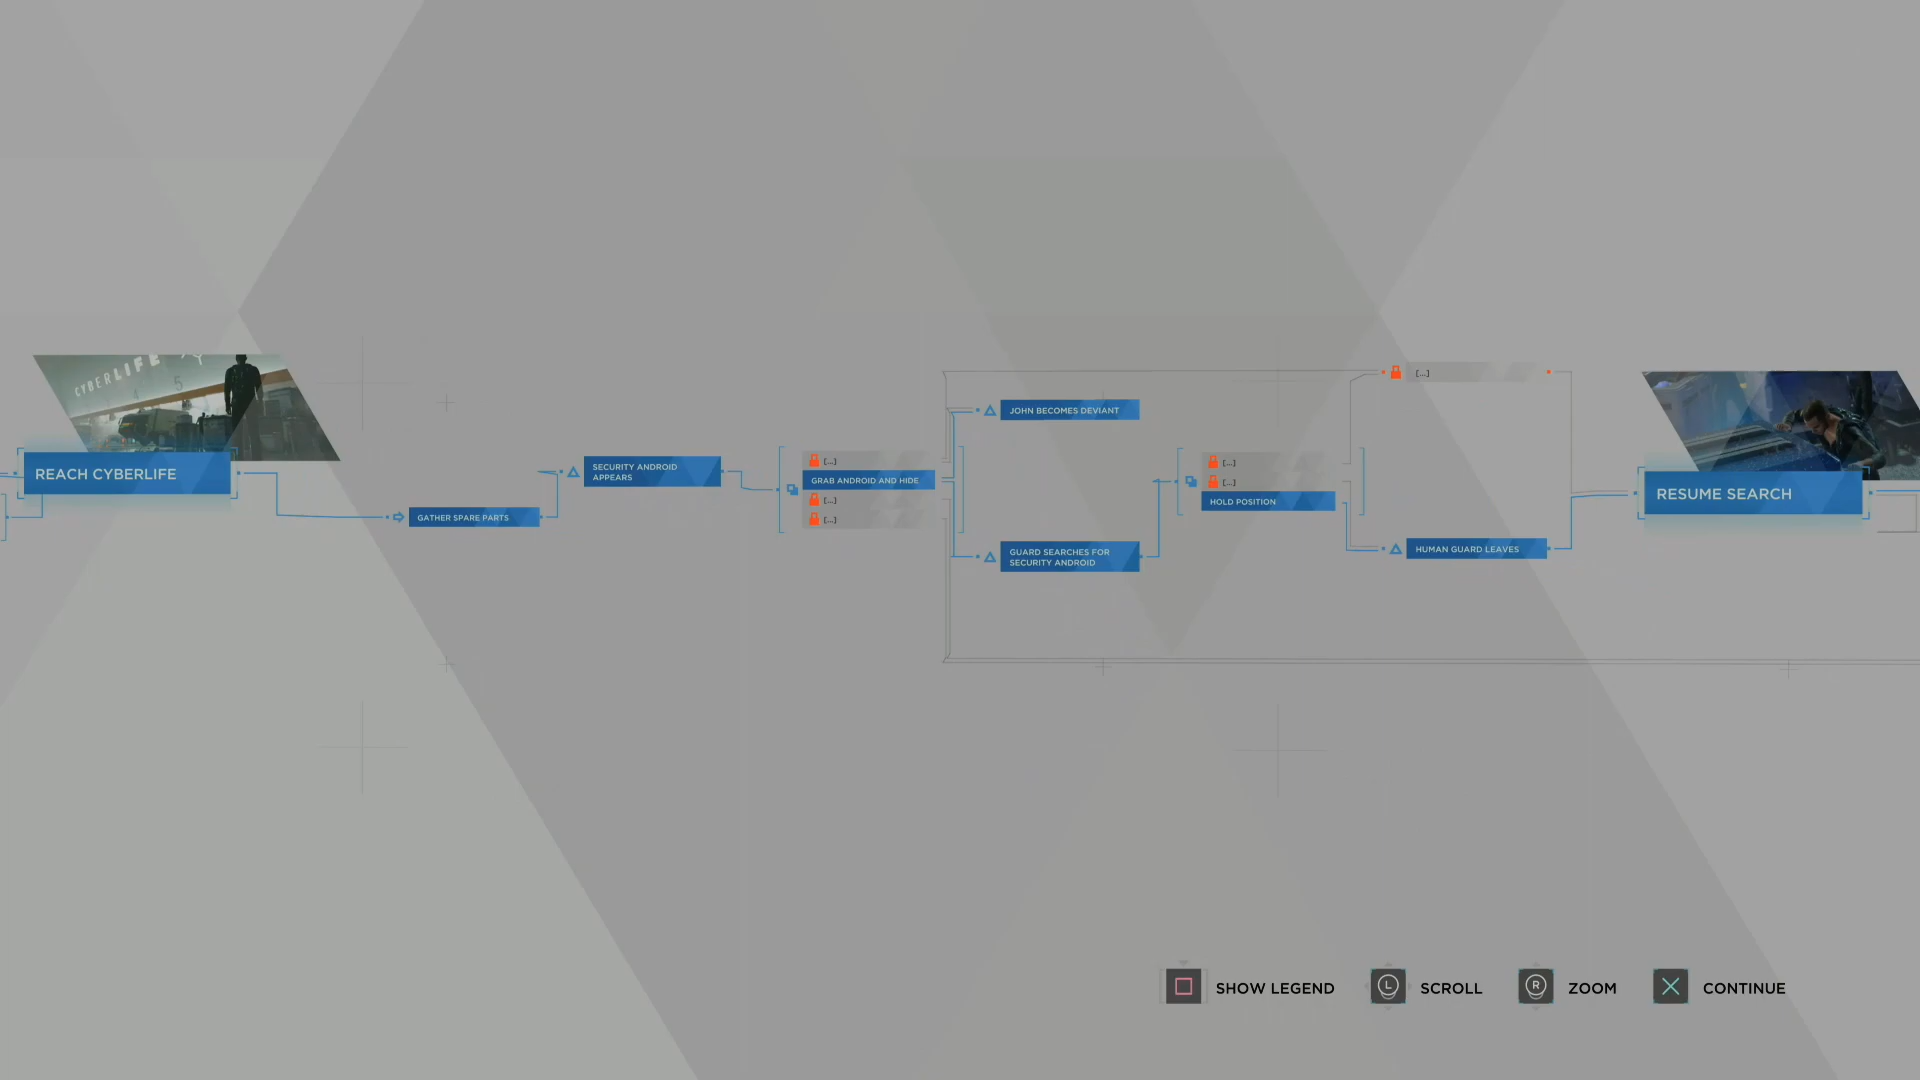 CYBERLIFE
5
REACH CYBERLIFE
GATHER SPARE PARTS
SECURITY ANDROID
APPEARS
[...]
GRAB ANDROID AND HIDE
[...]
[...]
JOHN BECOMES DEVIANT
GUARD SEARCHES FOR
SECURITY ANDROID
[...]
[...]
HOLD POSITION
[...]
HUMAN GUARD LEAVES
RESUME SEARCH
SHOW LEGEND
L
SCROLL
R
ZOOM
CONTINUE